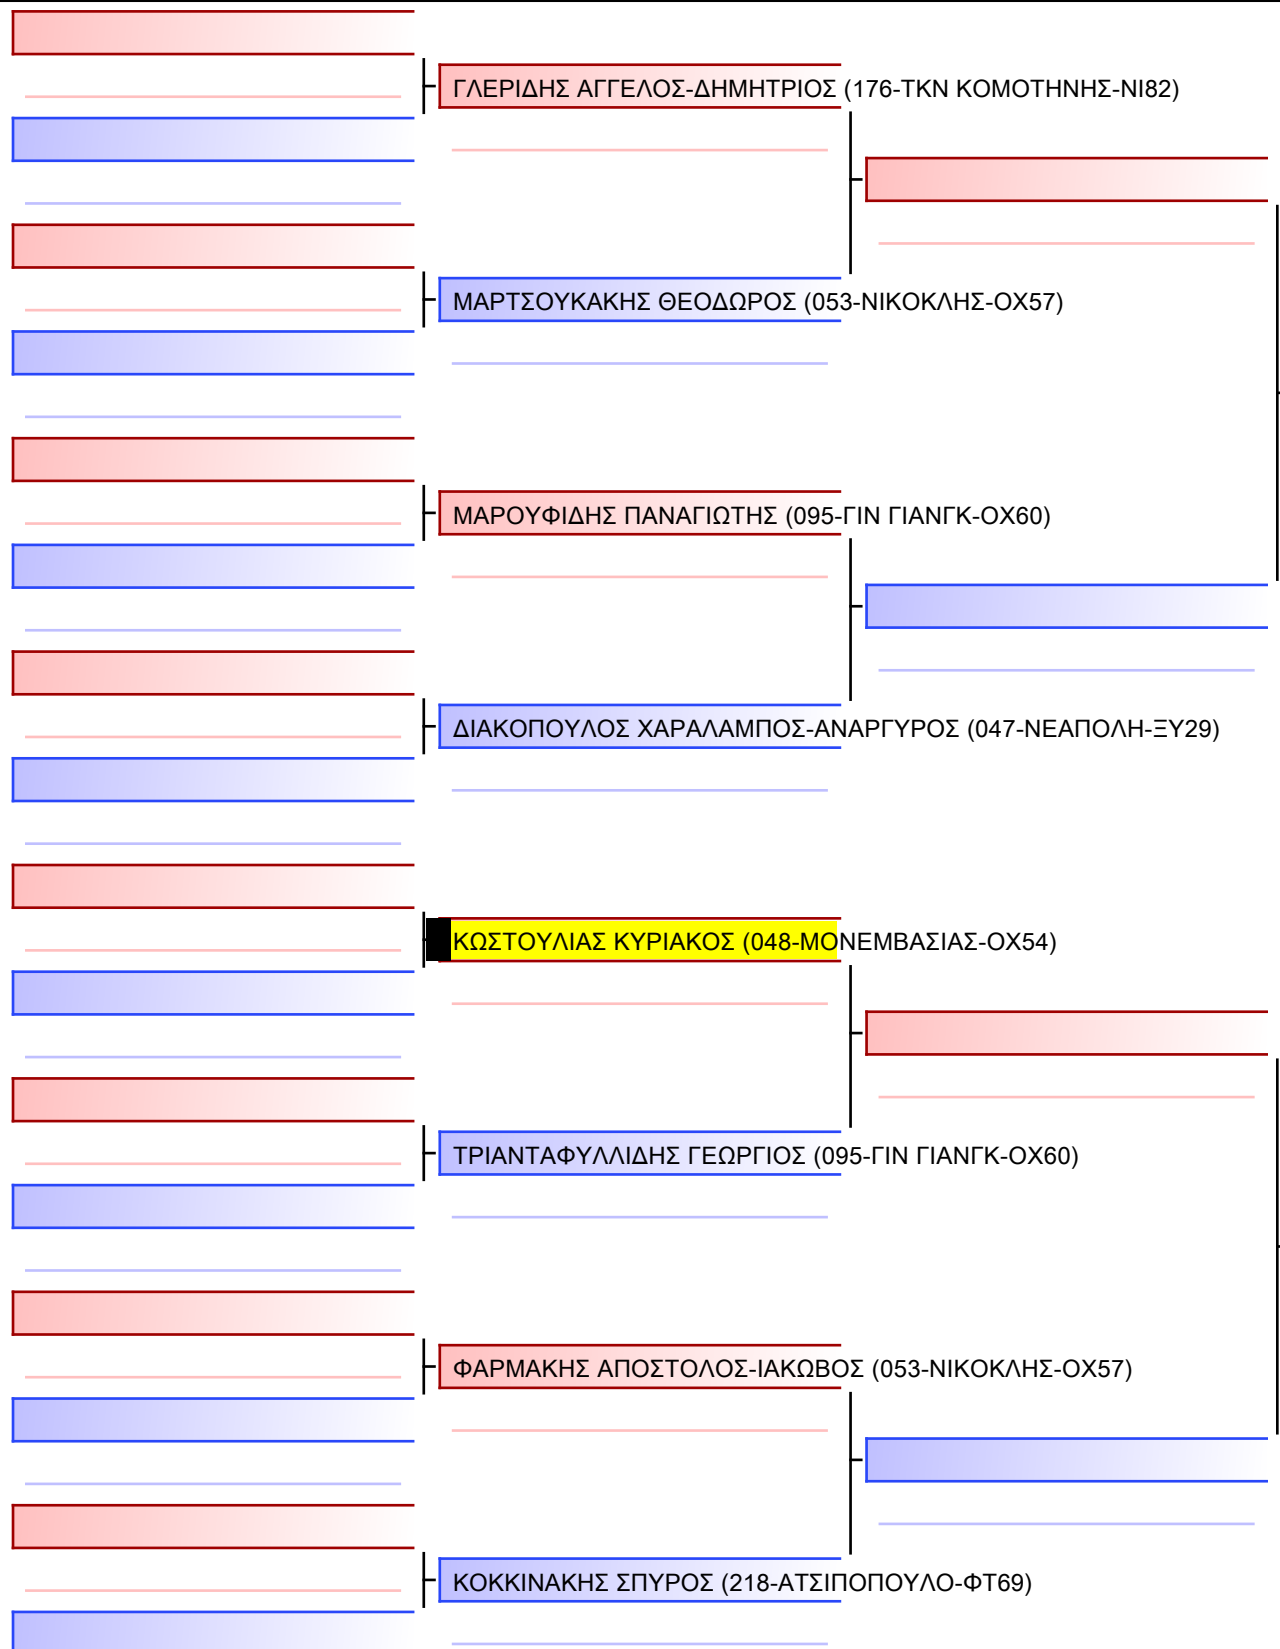 ΓΛΕΡΙΔΗΣ ΑΓΓΕΛΟΣ-ΔΗΜΗΤΡΙΟΣ (176-ΤΚΝ ΚΟΜΟΤΗΝΗΣ-ΝΙ82)
ΜΑΡΤΣΟΥΚΑΚΗΣ ΘΕΟΔΩΡΟΣ (053-ΝΙΚΟΚΛΗΣ-ΟΧ57)
ΜΑΡΟΥΦΙΔΗΣ ΠΑΝΑΓΙΩΤΗΣ (095-ΓΙΝ ΓΙΑΝΓΚ-ΟΧ60)
ΔΙΑΚΟΠΟΥΛΟΣ ΧΑΡΑΛΑΜΠΟΣ-ΑΝΑΡΓΥΡΟΣ (047-ΝΕΑΠΟΛΗ-ΞΥ29)
ΚΩΣΤΟΥΛΙΑΣ ΚΥΡΙΑΚΟΣ (048-ΜΟΝΕΜΒΑΣΙΑΣ-ΟΧ54)
ΤΡΙΑΝΤΑΦΥΛΛΙΔΗΣ ΓΕΩΡΓΙΟΣ (095-ΓΙΝ ΓΙΑΝΓΚ-ΟΧ60)
ΦΑΡΜΑΚΗΣ ΑΠΟΣΤΟΛΟΣ-ΙΑΚΩΒΟΣ (053-ΝΙΚΟΚΛΗΣ-ΟΧ57)
ΚΟΚΚΙΝΑΚΗΣ ΣΠΥΡΟΣ (218-ΑΤΣΙΠΟΠΟΥΛΟ-ΦΤ69)